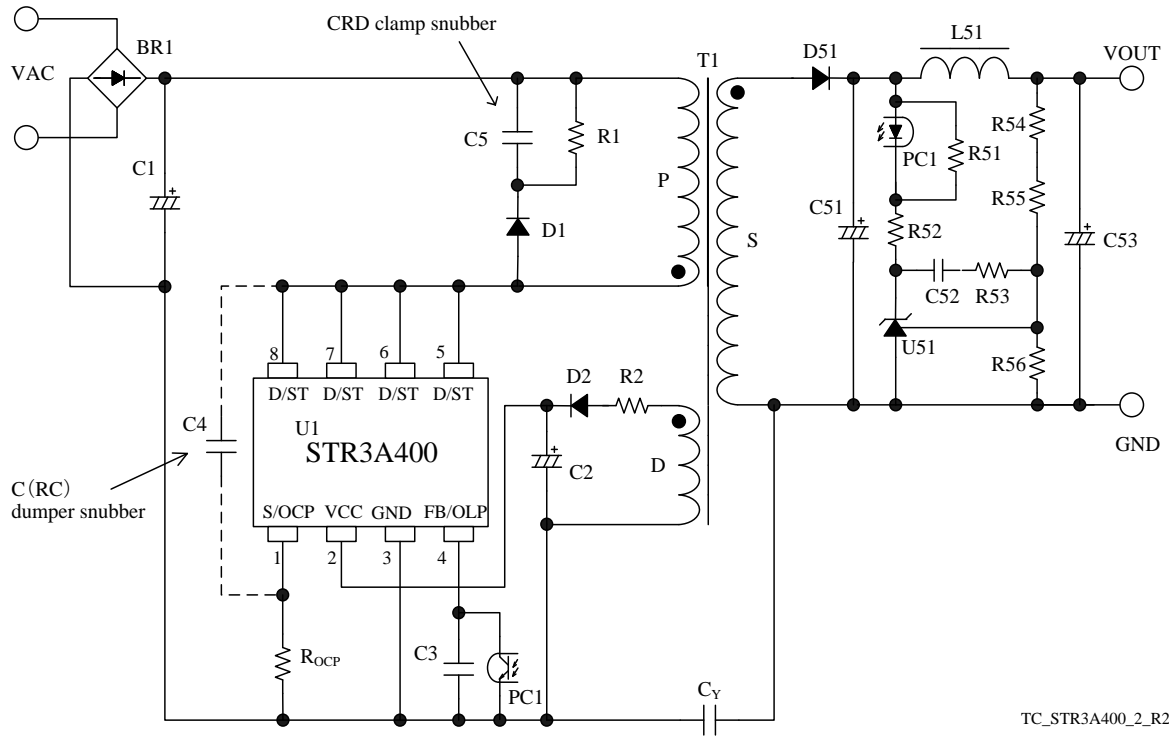 CRD clamp snubber
BR1
VAC
C1
C5
R1
D1
T1
P
S
D51
L51
VOUT
PC1
R51
R54
R55
C51
R52
C53
C52
R53
U51
R56
GND
8
7
6
5
D/ST
D/ST
D/ST
D/ST
C4
U1
STR3A400
C(RC)
dumper snubber
S/OCP
VCC
GND
FB/OLP
1
2
3
4
D2
R2
C2
D
ROCP
C3
PC1
CY
TC_STR3A400_2_R2